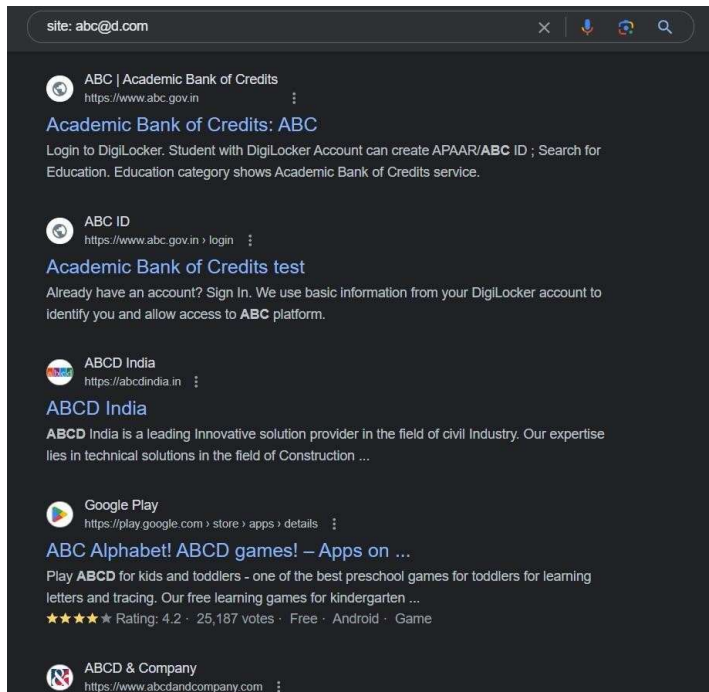 site: abc@d.com
ABC | Academic Bank of Credits
https://www.abc.gov.in
Academic Bank of Credits: ABC
Login to DigiLocker. Student with DigiLocker Account can create APAAR/ABC ID ; Search for
Education. Education category shows Academic Bank of Credits service.
ABC ID
https://www.abc.gov.in › login
Academic Bank of Credits test
Already have an account? Sign In. We use basic information from your DigiLocker account to
identify you and allow access to ABC platform.
ABCD India
https://abcdindia.in
ABCD India
ABCD India is a leading Innovative solution provider in the field of civil Industry. Our expertise
lies in technical solutions in the field of Construction ...
Google Play
https://play.google.com › store › apps › details
ABC Alphabet! ABCD games! – Apps on ...
Play ABCD for kids and toddlers - one of the best preschool games for toddlers for learning
letters and tracing. Our free learning games for kindergarten ...
Rating: 4.2 · 25,187 votes · Free · Android · Game
ABCD & Company
https://www.abcdandcompany.com